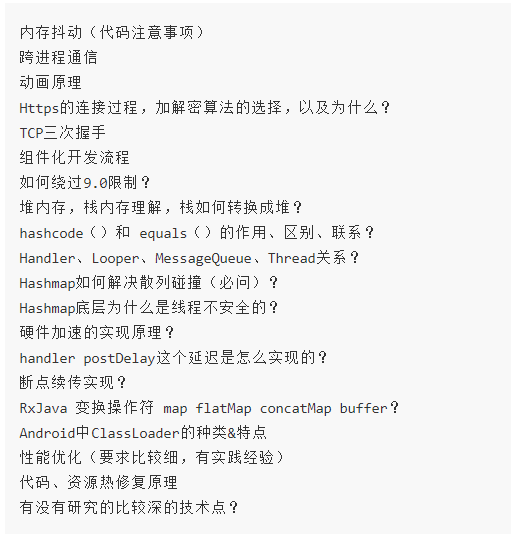 内存抖动（代码注意事项）
跨进程通信
动画原理
Https的连接过程，加解密算法的选择，以及为什么？
TCP三次握手
组件化开发流程
如何绕过9.0限制？
堆内存，栈内存理解，栈如何转换成堆？
hashcode（）和 equals（）的作用、区别、联系？
Handler、Looper、MessageQueue、Thread关系？
Hashmap如何解决散列碰撞（必问）？
Hashmap底层为什么是线程不安全的？
硬件加速的实现原理？
handler postDelay这个延迟是怎么实现的？
断点续传实现？
RxJava 变换操作符 map flatMap concatMap buffer？
Android中ClassLoader的种类&特点
性能优化（要求比较细，有实践经验）
代码、资源热修复原理
有没有研究的比较深的技术点？